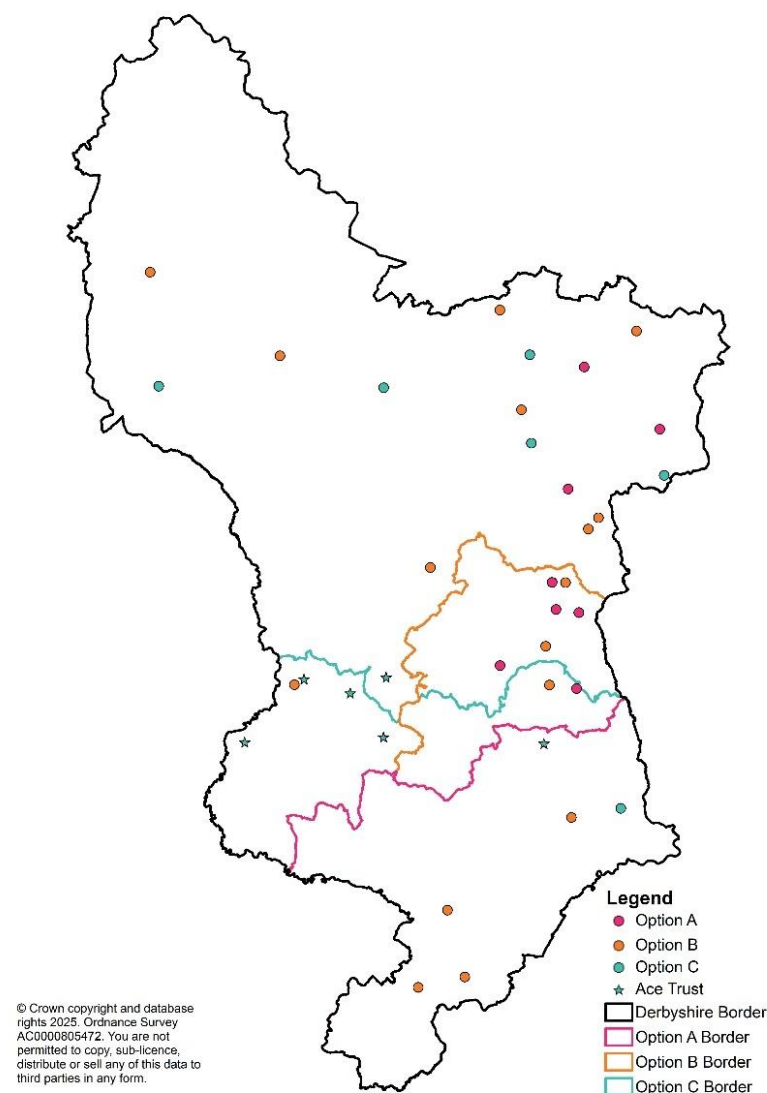 Legend
Option A
Option B
Option C
Ace Trust
Derbyshire Border
Option A Border
Option B Border
Option C Border
© Crown copyright and database
rights 2025. Ordnance Survey
AC0000805472. You are not
permitted to copy, sub-licence,
distribute or sell any of this data to
third parties in any form.